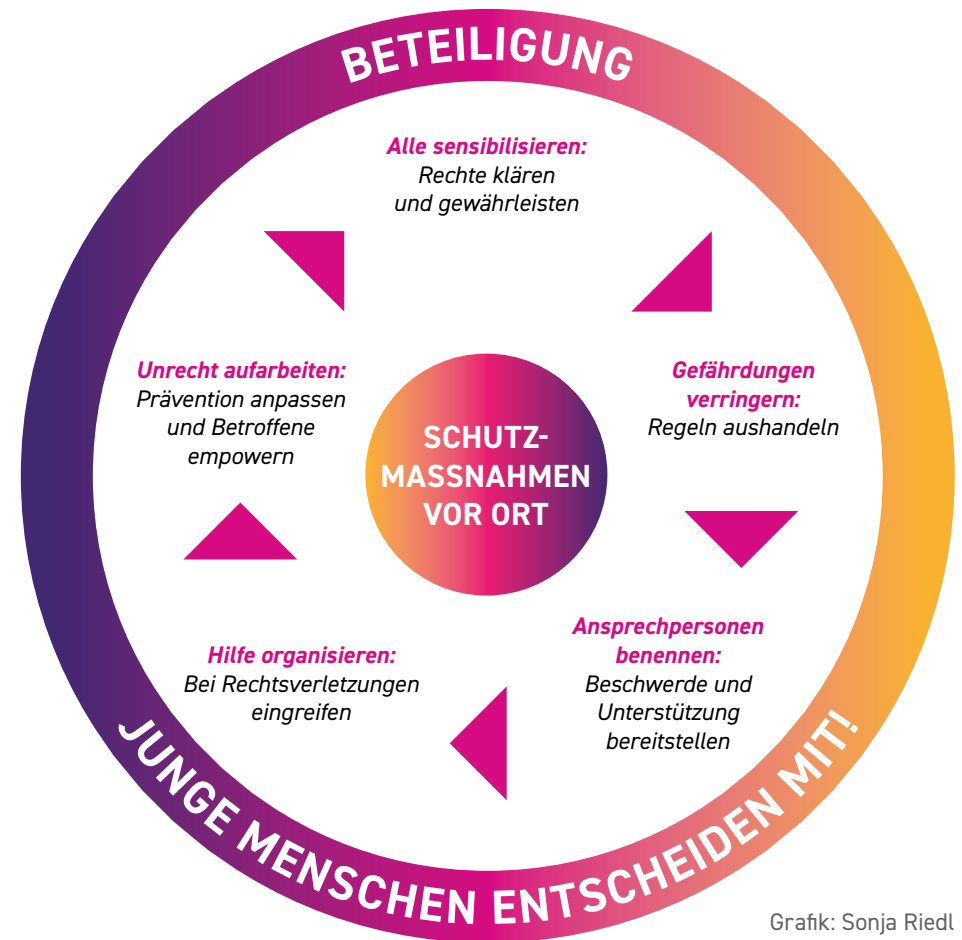 BETEILIGUNG
Alle sensibilisieren:
Rechte klären
und gewährleisten
Gefährdungen
verringern:
Regeln aushandeln
Ansprechpersonen
benennen:
Beschwerde und
Unterstützung
bereitstellen
Hilfe organisieren:
Bei Rechtsverletzungen
eingreifen
Unrecht aufarbeiten:
Prävention anpassen
und Betroffene
empowern
SCHUTZ-
MASSNAHMEN
VOR ORT
JUNGE MENSCHEN ENTSCHEIDEN MIT!
Grafik: Sonja Riedl